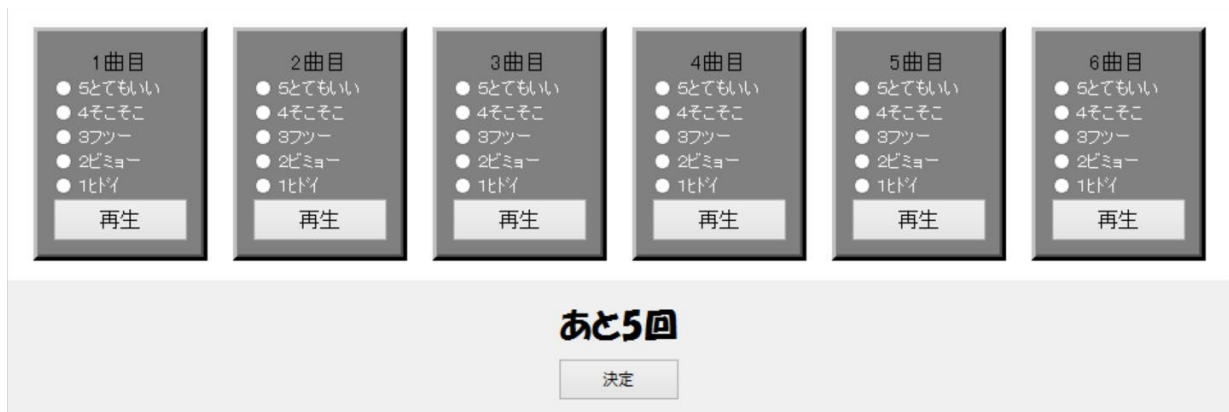 1曲目
5とてもいい
4そこそこ
3フツー
2ビミョー
1ヒドイ
再生
2曲目
5とてもいい
4そこそこ
3フツー
2ビミョー
1ヒドイ
再生
3曲目
5とてもいい
4そこそこ
3フツー
2ビミョー
1ヒドイ
再生
4曲目
5とてもいい
4そこそこ
3フツー
2ビミョー
1ヒドイ
再生
5曲目
5とてもいい
4そこそこ
3フツー
2ビミョー
1ヒドイ
再生
6曲目
5とてもいい
4そこそこ
3フツー
2ビミョー
1ヒドイ
再生
あと5回
決定